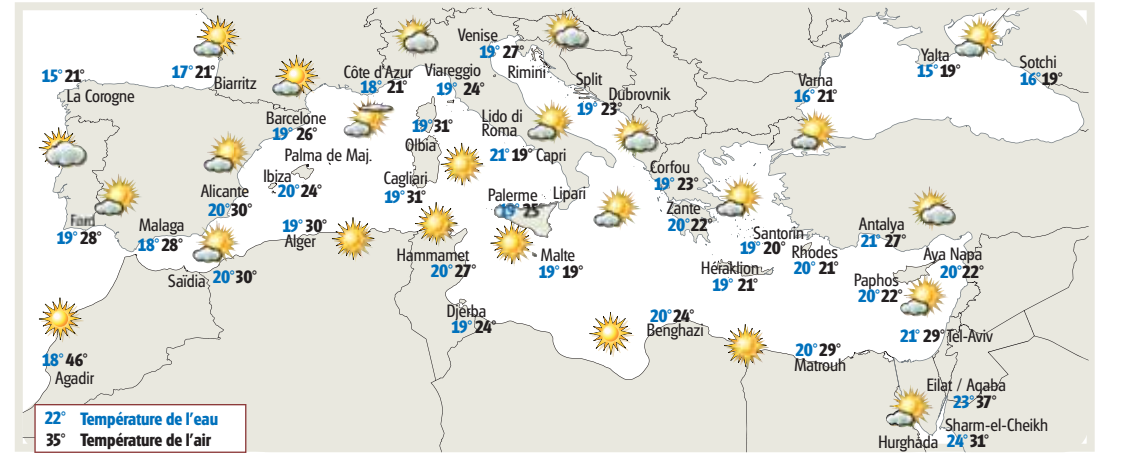 Venise
19° 27°
Rimini
Yalta
15° 19°
Sotchi
16° 19°
15° 21°
La Corogne
17° 21°
Biarritz
Côte d'Azur
18° 21°
Viareggio
19° 24°
Split
19° 23°
Dubrovnik
Varna
16° 21°
Barcelone
19° 26°
19° 31°
Olbia
Lido di
Roma
21° 19° Capri
Palma de Maj.
Ibiza
20° 24°
Cagliari
19° 31°
Corfou
19° 23°
Alicante
20° 30°
Palerme
19° 25°
Lipari
Zante
20° 22°
19° 28°
Malaga
18° 28°
19° 30°
Alger
Santorin
19° 20°
Antalya
21° 27°
Hammamet
20° 27°
Malte
19° 19°
Héraklion
19° 21°
Rhodes
20° 21°
Aya Napa
20° 22°
Saïdia 20° 30°
Paphos
20° 22°
Djerba
19° 24°
20° 24°
Benghazi
21° 29° Tel-Aviv
18° 46°
Agadir
20° 29°
Matrouh
Eilat / Aqaba
23° 37°
Sharm-el-Cheikh
24° 31°
Hurghada
22° Température de l'eau
35° Température de l'air